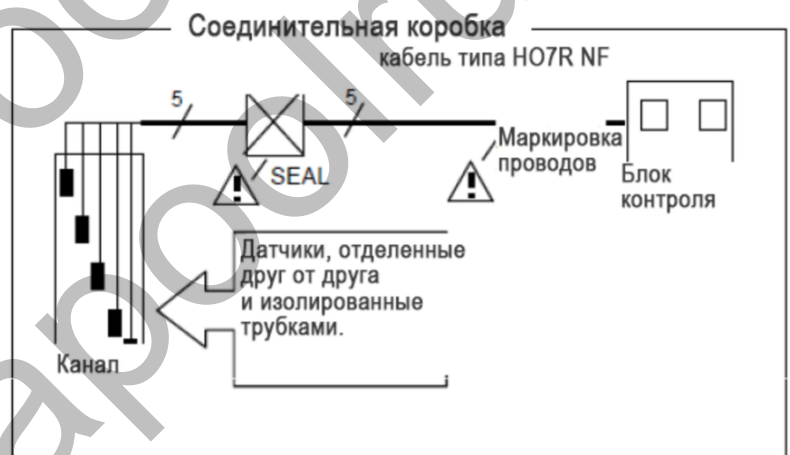 Соединительная коробка
кабель типа HO7R NF
5
5
Маркировка
проводов
SEAL
Блок
контроля
Датчики, отделенные
друг от друга
и изолированные
трубками.
Канал